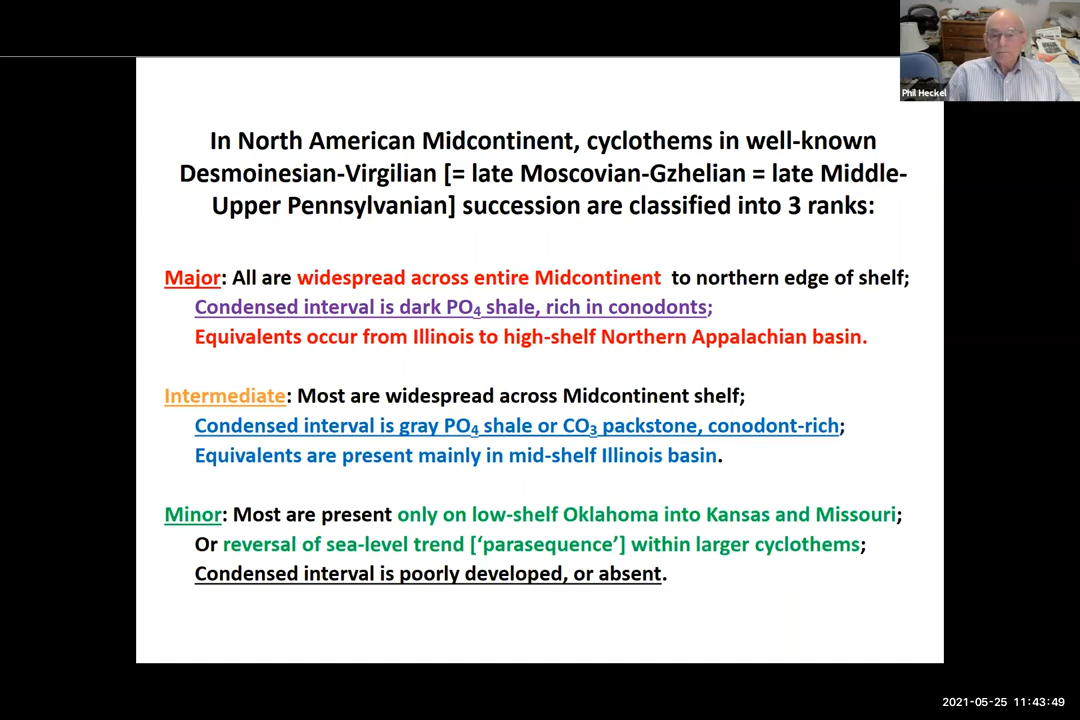 Phil Heckel
In North American Midcontinent, cyclothems in well-known
Desmoinesian-Virgilian [= late Moscovian-Gzhelian = late Middle-
Upper Pennsylvanian] succession are classified into 3 ranks:
Major: All are widespread across entire Midcontinent to northern edge of shelf;
Condensed interval is dark PO₄ shale, rich in conodonts;
Equivalents occur from Illinois to high-shelf Northern Appalachian basin.
Intermediate: Most are widespread across Midcontinent shelf;
Condensed interval is gray PO₄ shale or CO₃ packstone, conodont-rich;
Equivalents are present mainly in mid-shelf Illinois basin.
Minor: Most are present only on low-shelf Oklahoma into Kansas and Missouri;
Or reversal of sea-level trend [‘parasequence’] within larger cyclothems;
Condensed interval is poorly developed, or absent.
2021-05-25 11:43:49